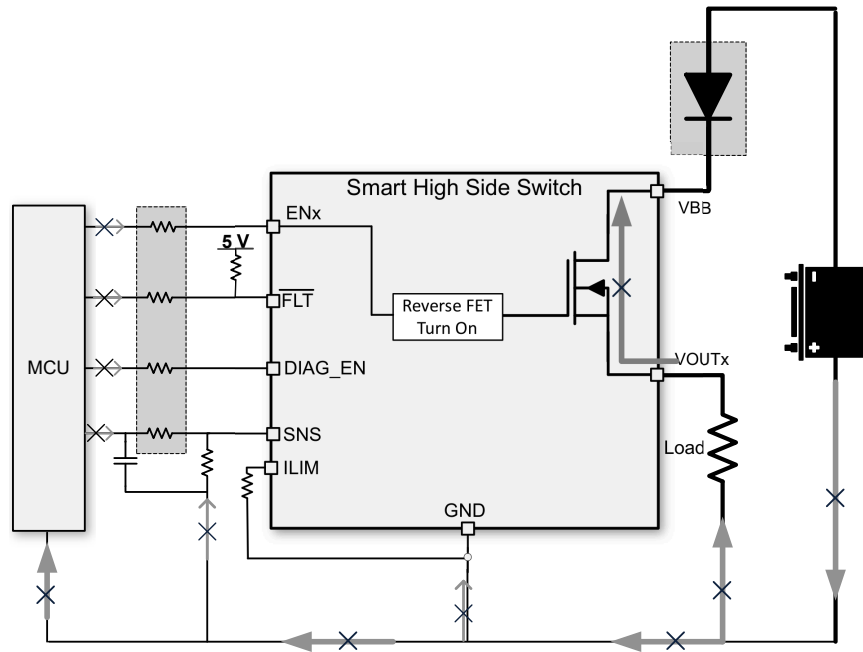 Smart High Side Switch
VBB
ENx
5 V
FLT
Reverse FET
Turn On
MCU
DIAG_EN
VOUTx
SNS
ILIM
Load
GND
-
+